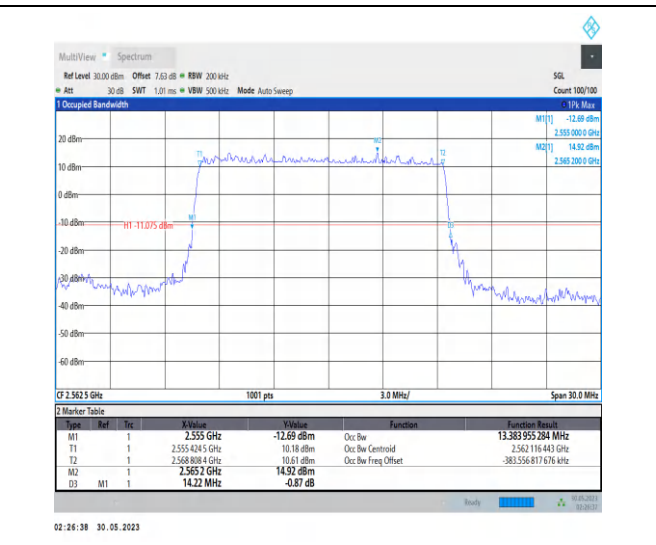 MultiView Spectrum
Ref Level 30.00 dBm Offset 7.63 dB RBW 200 kHz SGL
Att 30 dB SWT 1.01 ms VBW 500 kHz Mode Auto Sweep Count 100/100
1 Occupied Bandwidth 1Pk Max
M1[1] -12.69 dBm
2.555 000 0 GHz
M2[1] 14.92 dBm
2.565 200 0 GHz
20 dBm
T1 M2 T2
10 dBm
0 dBm
M1
-10 dBm H1 -11.075 dBm D3
-20 dBm
-30 dBm
-40 dBm
-50 dBm
-60 dBm
CF 2.562 5 GHz 1001 pts 3.0 MHz/ Span 30.0 MHz
2 Marker Table
Type Ref Trc X-Value Y-Value Function Function Result
M1 1 2.555 GHz -12.69 dBm Occ Bw 13.383 955 284 MHz
T1 1 2.555 424 5 GHz 10.18 dBm Occ Bw Centroid 2.562 116 443 GHz
T2 1 2.568 808 4 GHz 10.61 dBm Occ Bw Freq Offset -383.556 817 676 kHz
M2 1 2.565 2 GHz 14.92 dBm
D3 M1 1 14.22 MHz -0.87 dB
Ready 30.05.2023
02:26:37
02:26:38 30.05.2023